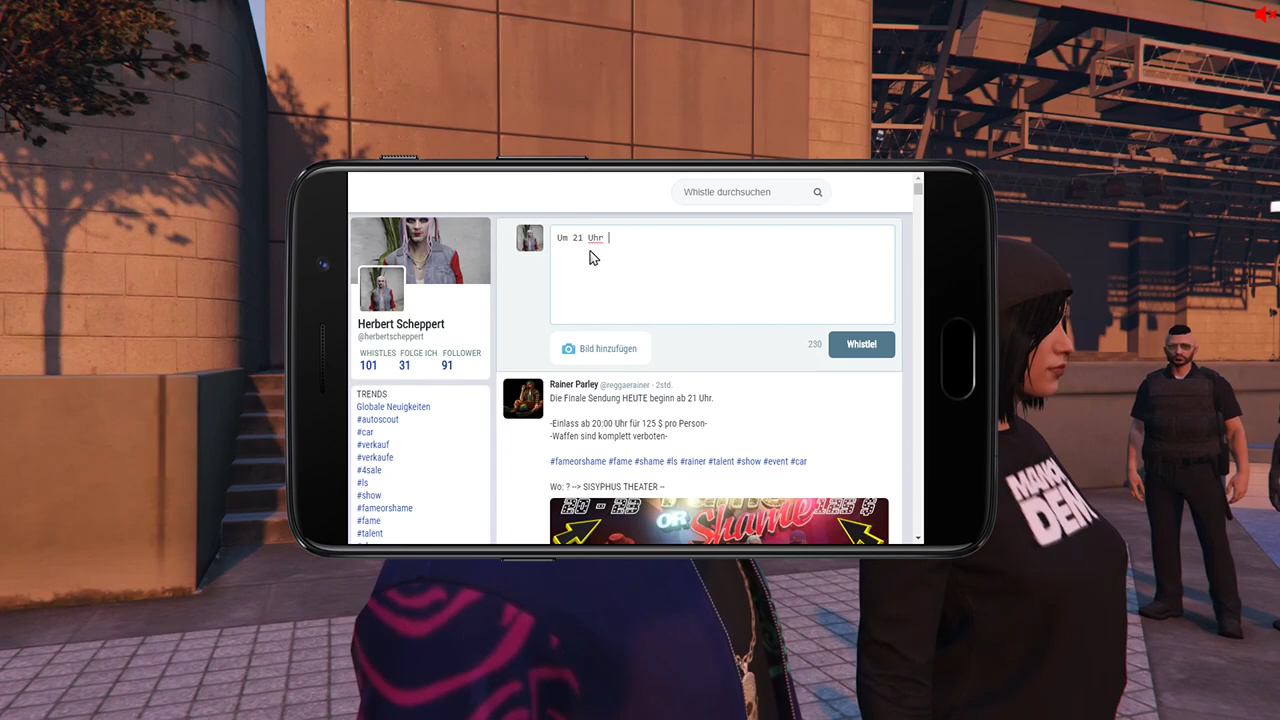 Whistle durchsuchen
Um 21 Uhr
Herbert Scheppert
@herbertscheppert
WHISTLES FOLGE ICH FOLLOWER
101 31 91
Bild hinzufügen
230
Whistle!
TRENDS
Globale Neuigkeiten
#autoscout
#car
#verkauf
#verkaufe
#4sale
#ls
#show
#fameorshame
#fame
#talent
Rainer Parley @reggaerainer · 2std.
Die Finale Sendung HEUTE beginn ab 21 Uhr.
-Einlass ab 20:00 Uhr für 125 $ pro Person-
-Waffen sind komplett verboten-
#fameorshame #fame #shame #ls #rainer #talent #show #event #car
Wo: ? --> SISYPHUS THEATER --
OR Shame